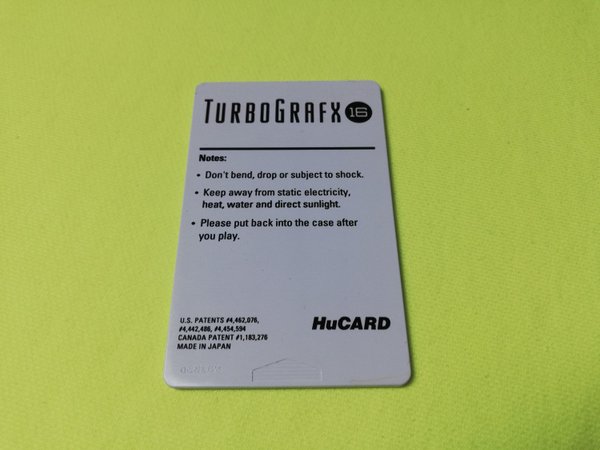 TURBOGRAFX 16
Notes:
• Don't bend, drop or subject to shock.
• Keep away from static electricity,
heat, water and direct sunlight.
• Please put back into the case after
you play.
U.S. PATENTS #4,462,076,
#4,442,486, #4,454,594
CANADA PATENT #1,183,276
MADE IN JAPAN
HuCARD